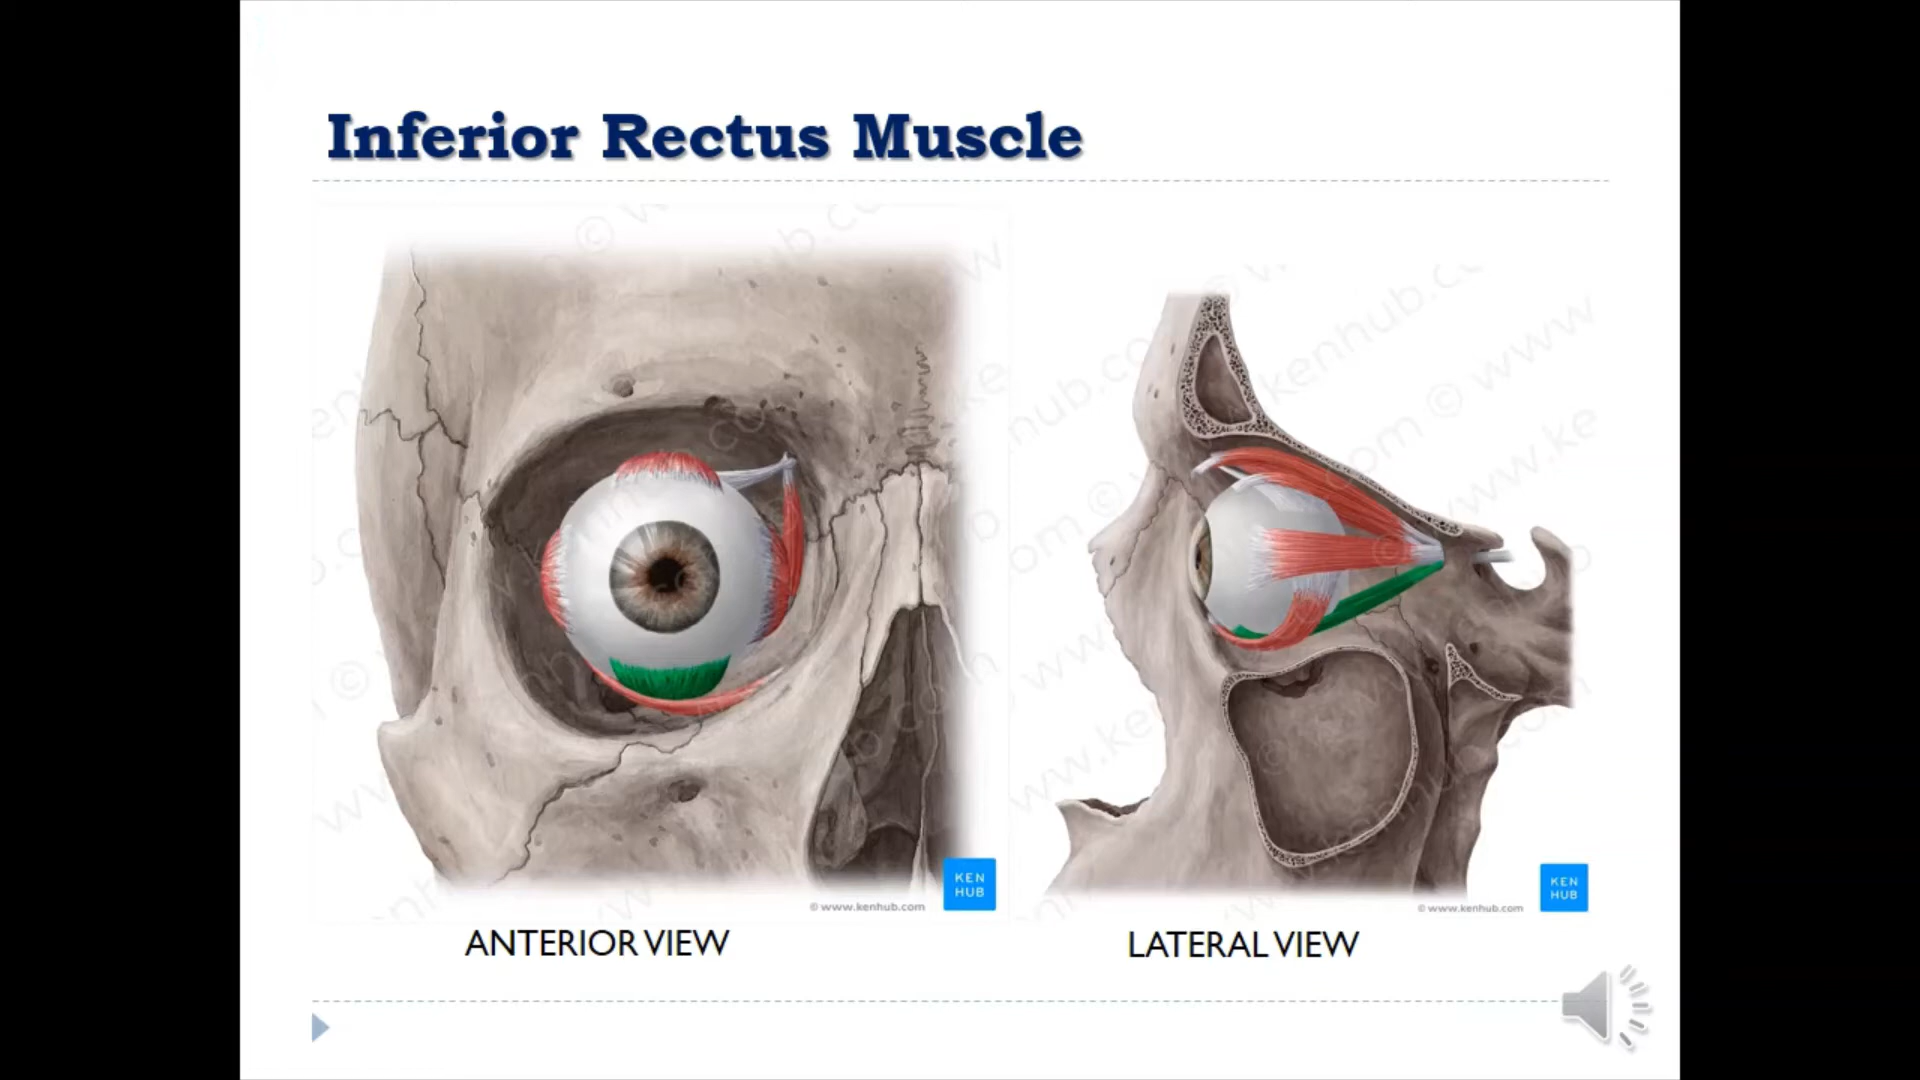 Inferior Rectus Muscle
KEN
HUB
© www.kenhub.com
KEN
HUB
© www.kenhub.com
ANTERIOR VIEW
LATERAL VIEW